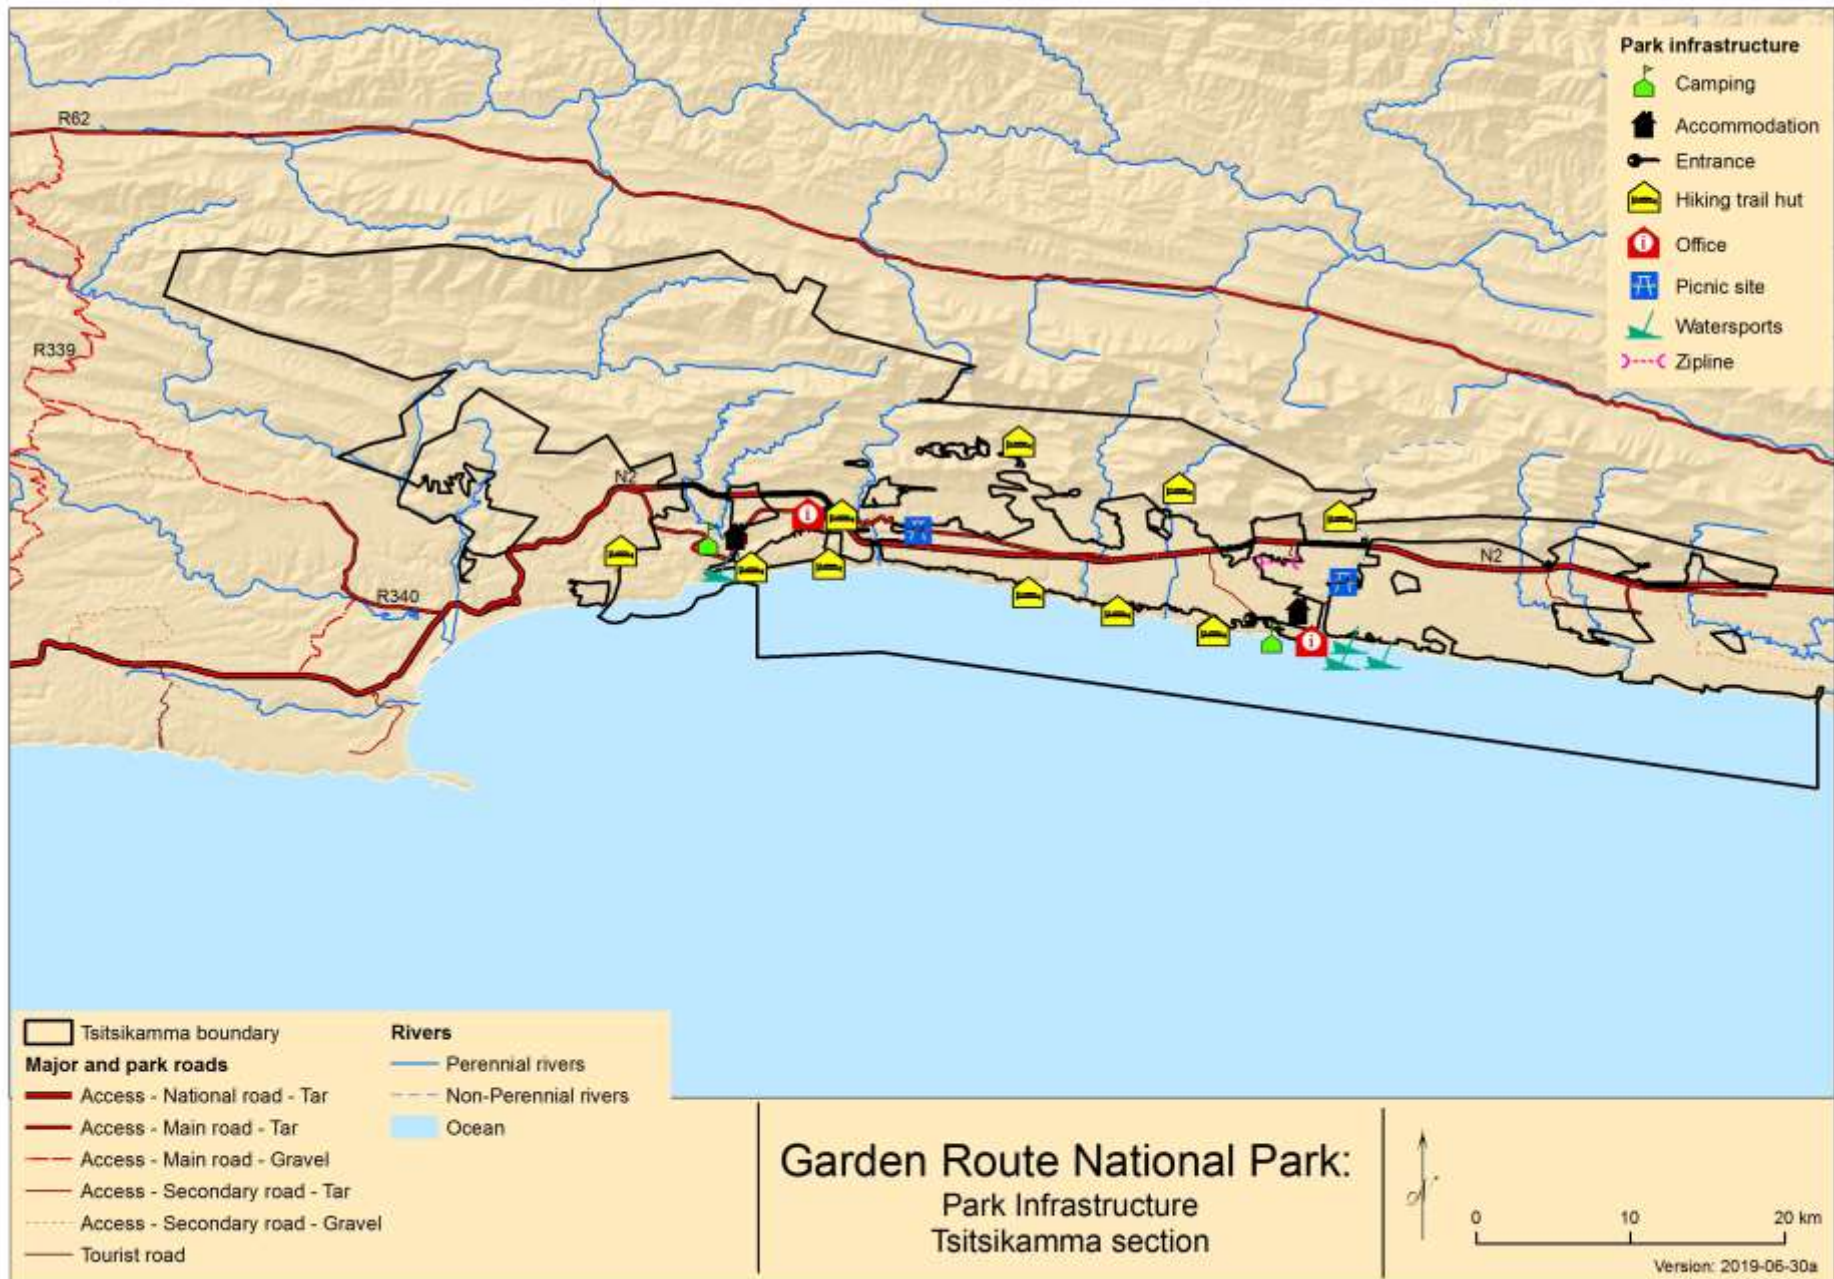 Park infrastructure
Camping
Accommodation
Entrance
Hiking trail hut
Office
Picnic site
Watersports
Zipline
R62
R339
N2
N2
R340
Tsitsikamma boundary
Major and park roads
Access - National road - Tar
Access - Main road - Tar
Access - Main road - Gravel
Access - Secondary road - Tar
Access - Secondary road - Gravel
Tourist road
Rivers
Perennial rivers
Non-Perennial rivers
Ocean
Garden Route National Park:
Park Infrastructure
Tsitsikamma section
N
0 10 20 km
Version: 2019-06-30a